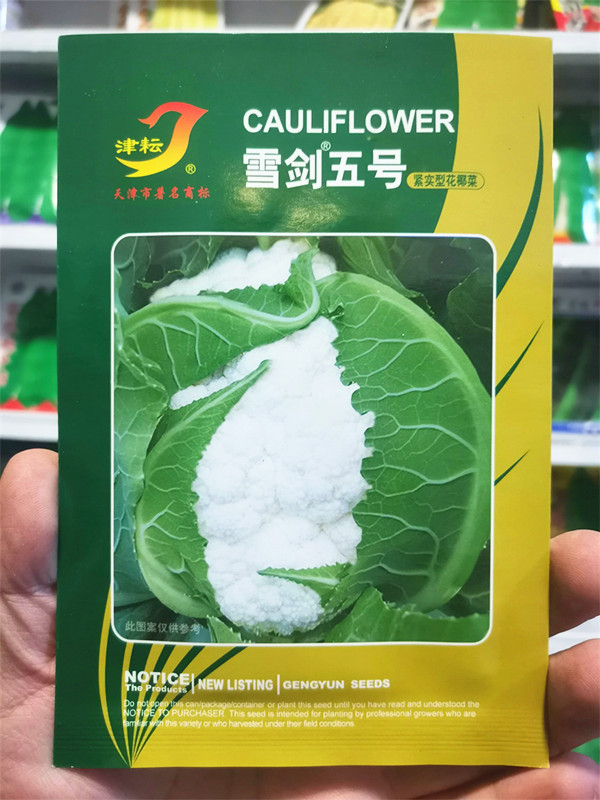 津耘
®
天津市著名商标
CAULIFLOWER
雪剑®五号
紧实型花椰菜
此图案仅供参考
NOTICE
The Products
NEW LISTING
GENGYUN SEEDS
Do not open this can/package/container or plant this seed until you have read and understood the
NOTICE TO PURCHASER. This seed is intended for planting by professional growers who are
familiar with this variety or who harvested under their field conditions.